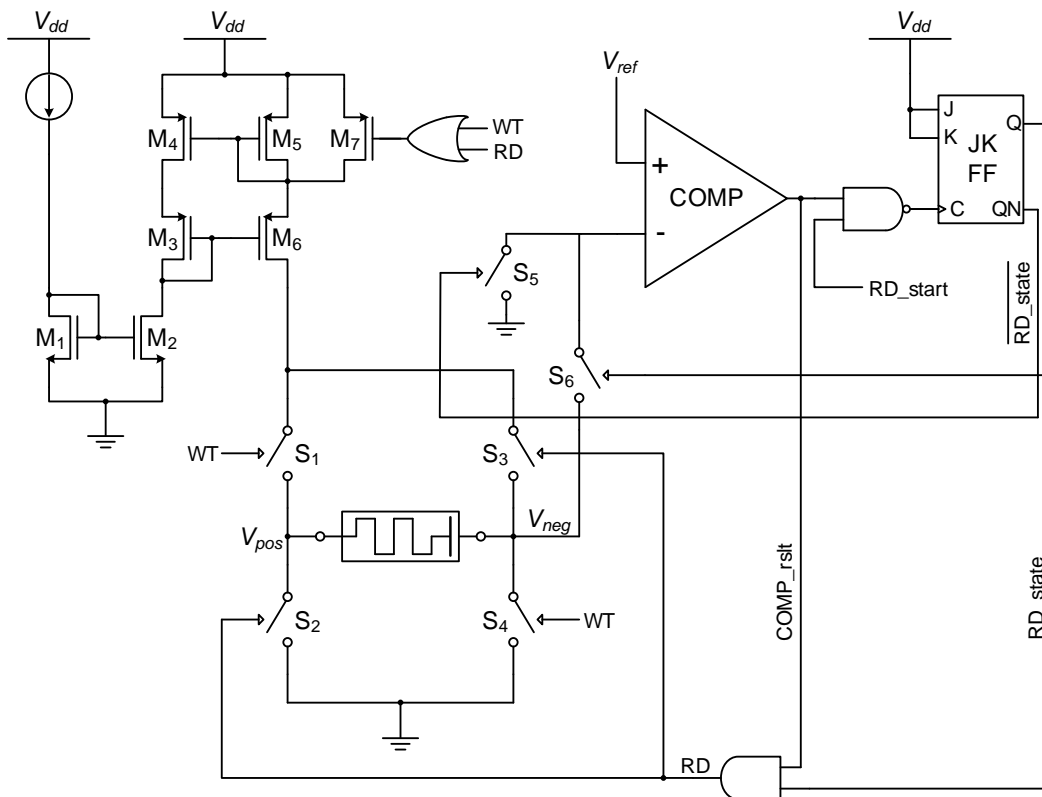 Vdd
Vdd
Vdd
Vref
M4
M5
M7
WT
RD
J
K
JK
FF
Q
QN
C
COMP
+
-
M3
M6
S5
RD_start
RD_state
M1
M2
S6
WT
S1
S3
Vpos
Vneg
S2
S4
WT
COMP_rslt
RD_state
RD